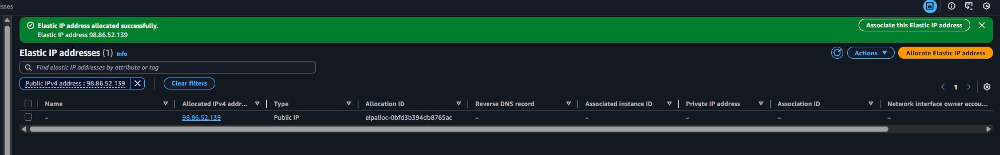 esses
Elastic IP address allocated successfully.
Elastic IP address 98.86.52.139
Associate this Elastic IP address
Elastic IP addresses (1) Info
Actions
Allocate Elastic IP address
Find elastic IP addresses by attribute or tag
Public IPv4 address : 98.86.52.139
Clear filters
1
Name Allocated IPv4 addr... Type Allocation ID Reverse DNS record Associated instance ID Private IP address Association ID Network interface owner accou...
– 98.86.52.139 Public IP eipalloc-0bfd3b394db8765ac – – – – –